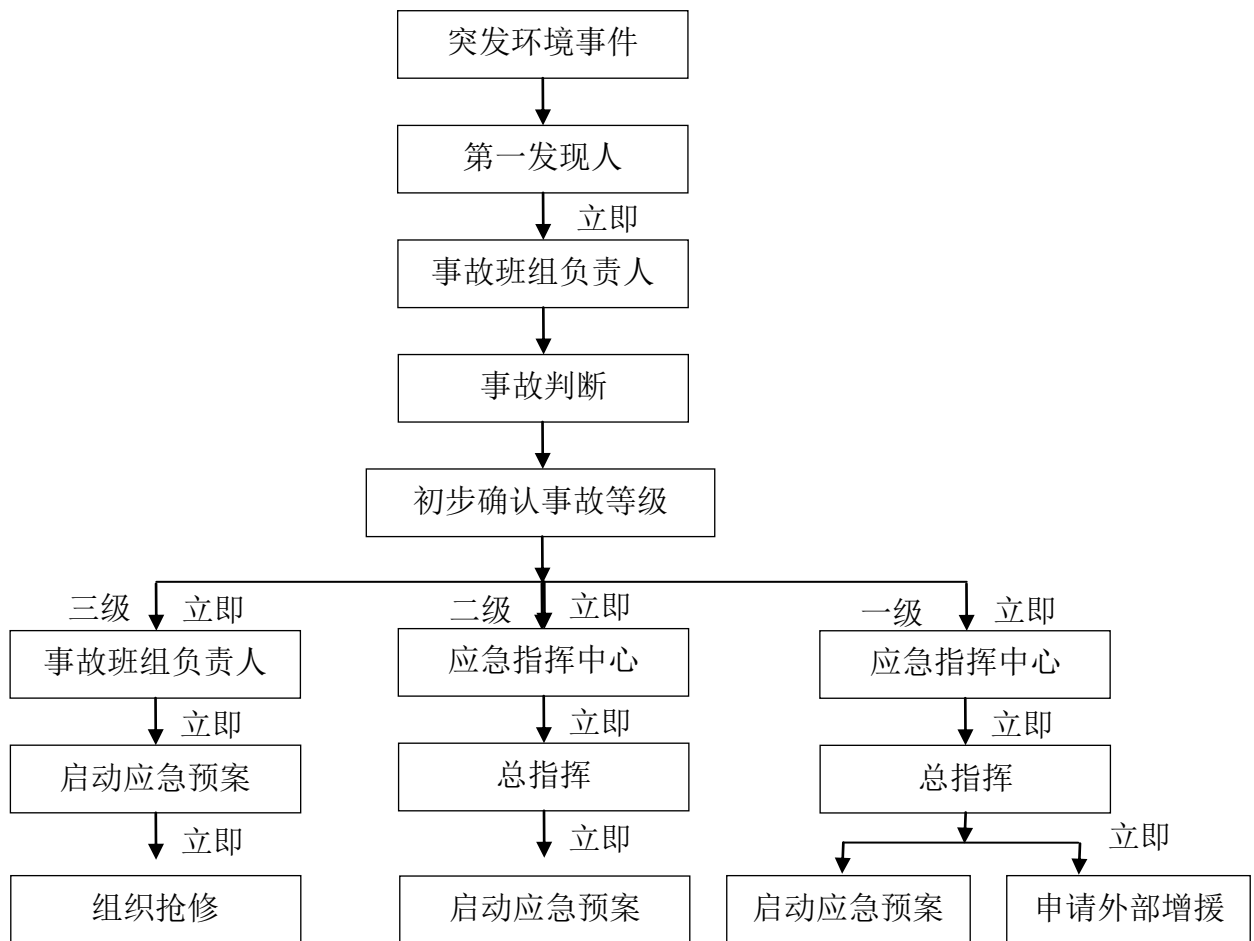 突发环境事件
第一发现人
立即
事故班组负责人
事故判断
初步确认事故等级
三级 立即 二级 立即 一级 立即
事故班组负责人 应急指挥中心 应急指挥中心
立即 立即 立即
启动应急预案 总指挥 总指挥
立即 立即 立即
组织抢修 启动应急预案 启动应急预案 申请外部增援